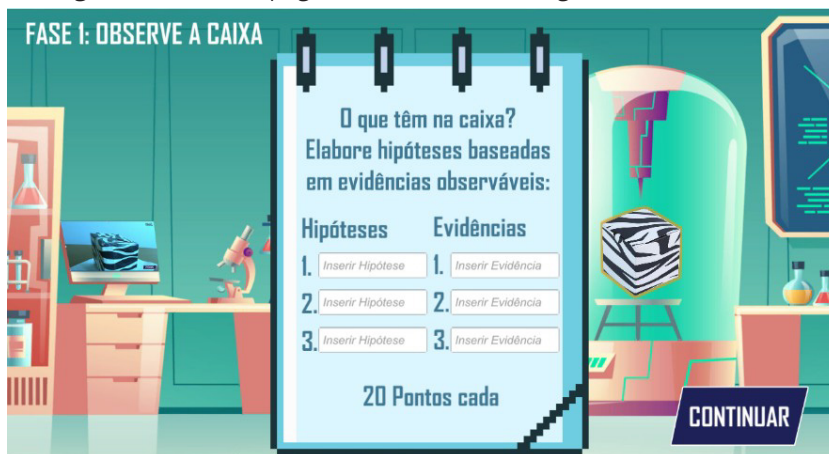 FASE 1: OBSERVE A CAIXA
O que têm na caixa?
Elabore hipóteses baseadas
em evidências observáveis:
Hipóteses Evidências
1. Inserir Hipótese 1. Inserir Evidência
2. Inserir Hipótese 2. Inserir Evidência
3. Inserir Hipótese 3. Inserir Evidência
20 Pontos cada
CONTINUAR